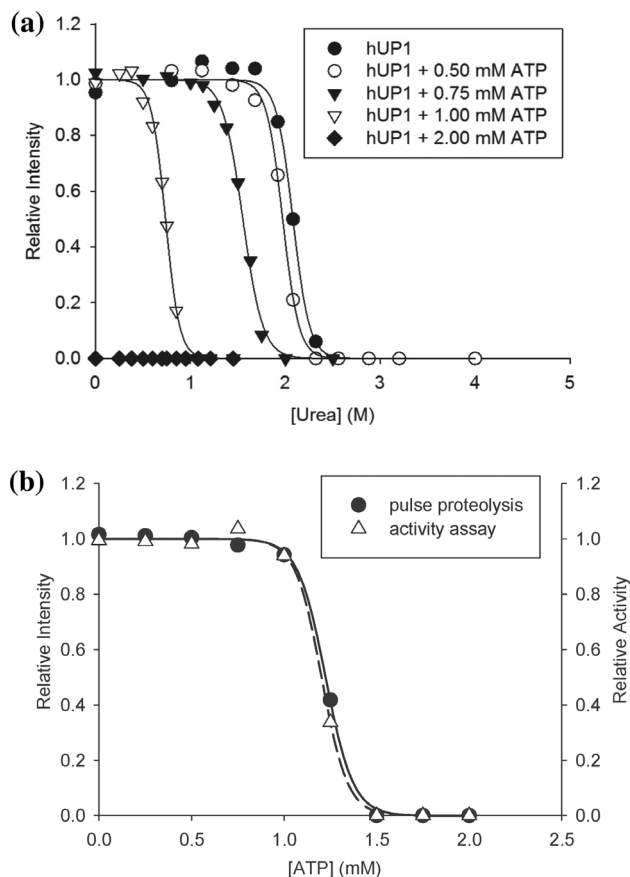 (a)
1.2
1.0
0.8
0.6
0.4
0.2
0.0
Relative Intensity
hUP1
hUP1 + 0.50 mM ATP
hUP1 + 0.75 mM ATP
hUP1 + 1.00 mM ATP
hUP1 + 2.00 mM ATP
0 1 2 3 4 5
[Urea] (M)
(b)
1.2
1.0
0.8
0.6
0.4
0.2
0.0
Relative Intensity
pulse proteolysis
activity assay
1.2
1.0
0.8
0.6
0.4
0.2
0.0
Relative Activity
0.0 0.5 1.0 1.5 2.0 2.5
[ATP] (mM)